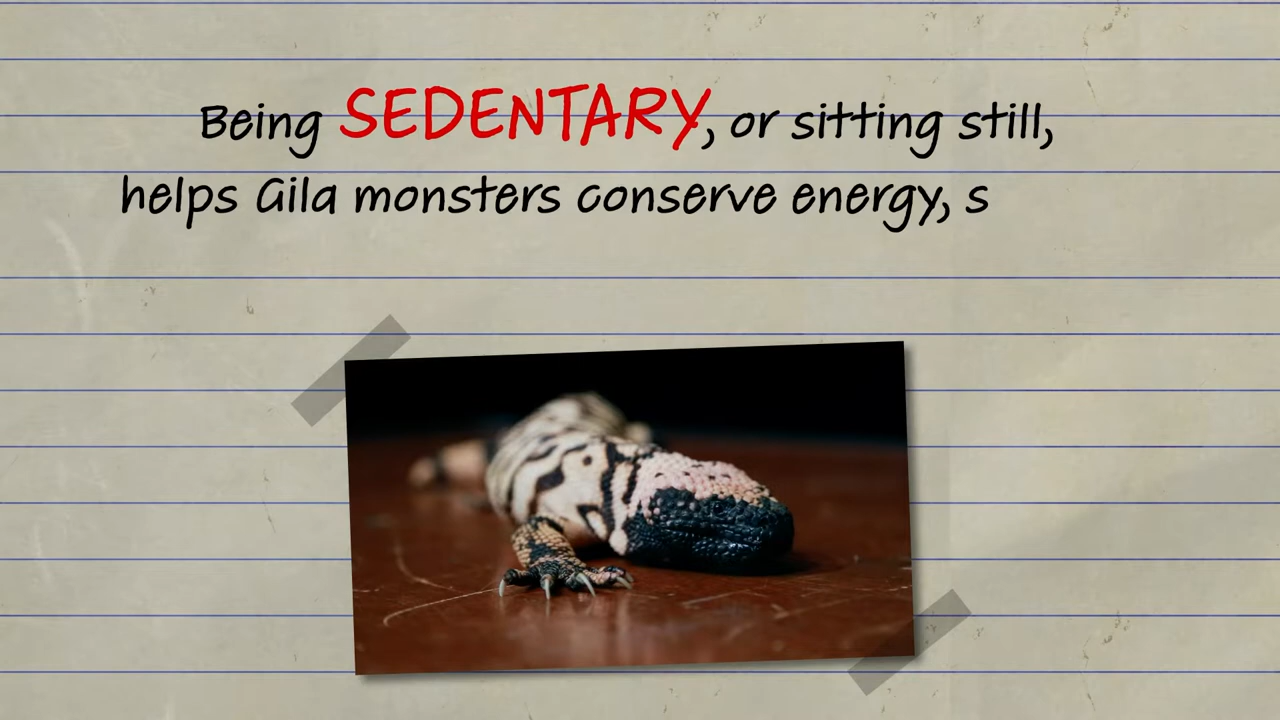 Being SEDENTARY, or sitting still,
helps Gila monsters conserve energy, s